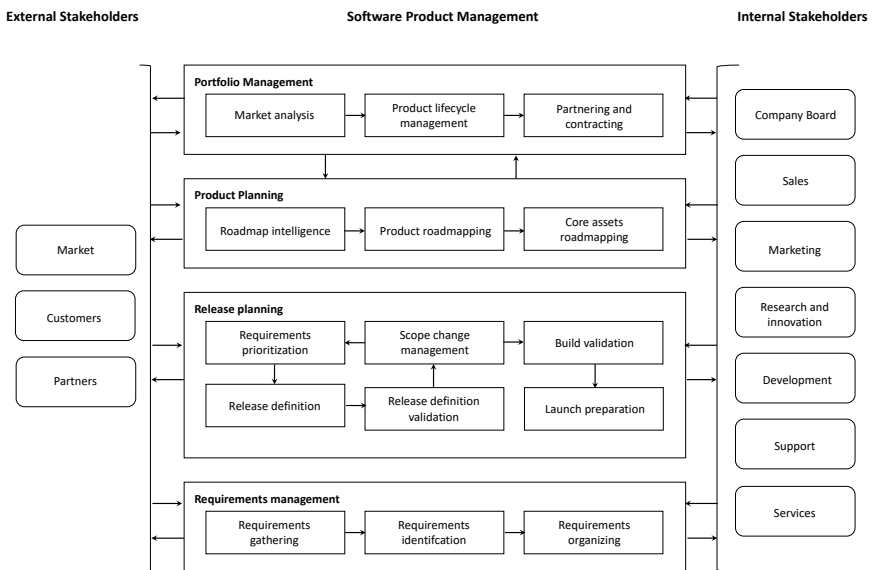 External Stakeholders
Software Product Management
Internal Stakeholders
Portfolio Management
Market analysis
Product lifecycle
management
Partnering and
contracting
Product Planning
Roadmap intelligence
Product roadmapping
Core assets
roadmapping
Release planning
Requirements
prioritization
Scope change
management
Build validation
Release definition
Release definition
validation
Launch preparation
Requirements management
Requirements
gathering
Requirements
identifcation
Requirements
organizing
Market
Customers
Partners
Company Board
Sales
Marketing
Research and
innovation
Development
Support
Services